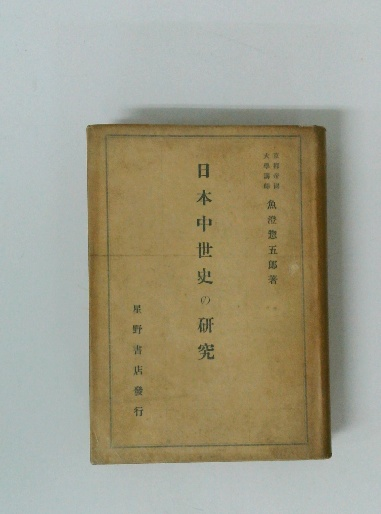 京都帝國
大學講師
魚澄惣五郎著
日本中世史の研究
星野書店發行